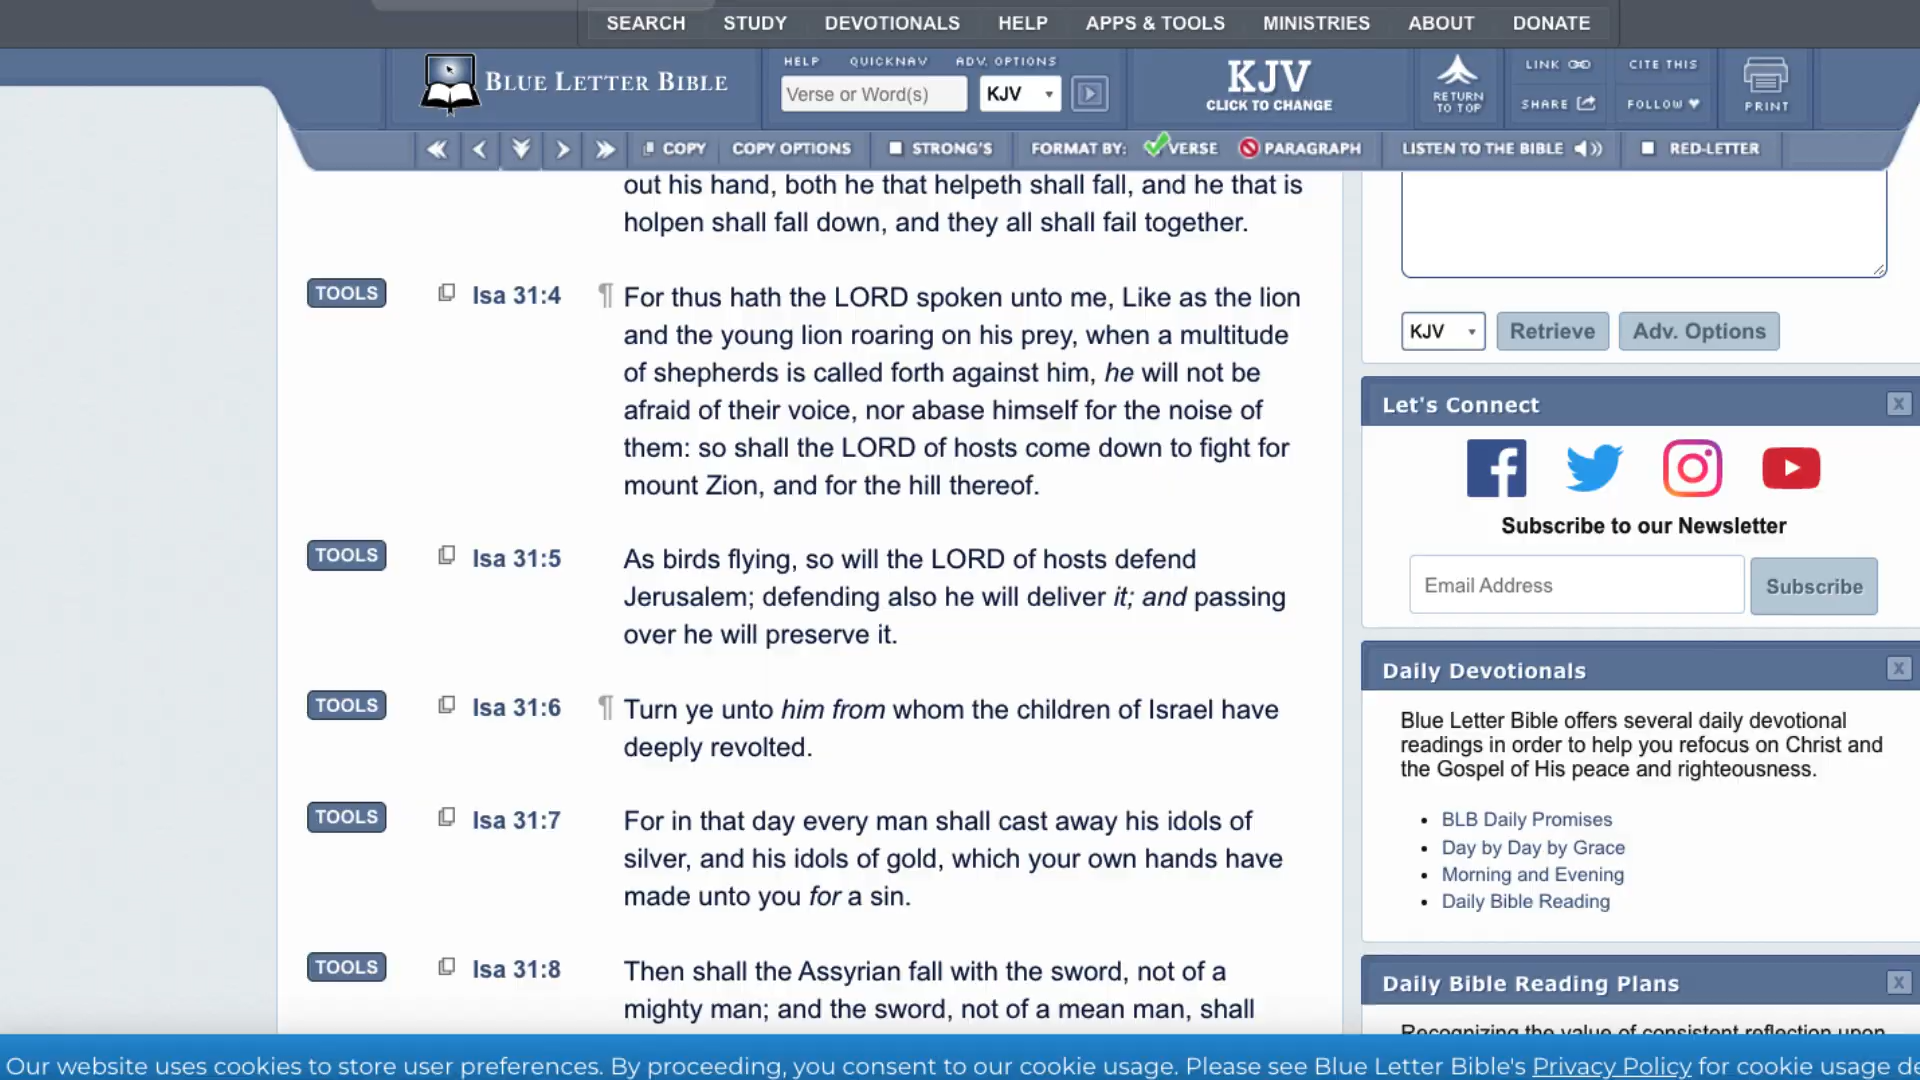 SEARCH STUDY DEVOTIONALS HELP APPS & TOOLS MINISTRIES ABOUT DONATE
BLUE LETTER BIBLE
HELP QUICKNAV ADV. OPTIONS
Verse or Word(s) KJV
KJV
CLICK TO CHANGE
RETURN
TO TOP
LINK
SHARE
CITE THIS
FOLLOW
PRINT
COPY COPY OPTIONS STRONG'S FORMAT BY: VERSE PARAGRAPH LISTEN TO THE BIBLE RED-LETTER
out his hand, both he that helpeth shall fall, and he that is
holpen shall fall down, and they all shall fail together.
TOOLS Isa 31:4 ¶ For thus hath the LORD spoken unto me, Like as the lion
and the young lion roaring on his prey, when a multitude
of shepherds is called forth against him, he will not be
afraid of their voice, nor abase himself for the noise of
them: so shall the LORD of hosts come down to fight for
mount Zion, and for the hill thereof.
TOOLS Isa 31:5 As birds flying, so will the LORD of hosts defend
Jerusalem; defending also he will deliver it; and passing
over he will preserve it.
TOOLS Isa 31:6 ¶ Turn ye unto him from whom the children of Israel have
deeply revolted.
TOOLS Isa 31:7 For in that day every man shall cast away his idols of
silver, and his idols of gold, which your own hands have
made unto you for a sin.
TOOLS Isa 31:8 Then shall the Assyrian fall with the sword, not of a
mighty man; and the sword, not of a mean man, shall
KJV Retrieve Adv. Options
Let's Connect X
Subscribe to our Newsletter
Email Address Subscribe
Daily Devotionals X
Blue Letter Bible offers several daily devotional
readings in order to help you refocus on Christ and
the Gospel of His peace and righteousness.
• BLB Daily Promises
• Day by Day by Grace
• Morning and Evening
• Daily Bible Reading
Daily Bible Reading Plans X
Recognizing the value of consistent reflection upon
Our website uses cookies to store user preferences. By proceeding, you consent to our cookie usage. Please see Blue Letter Bible's Privacy Policy for cookie usage de